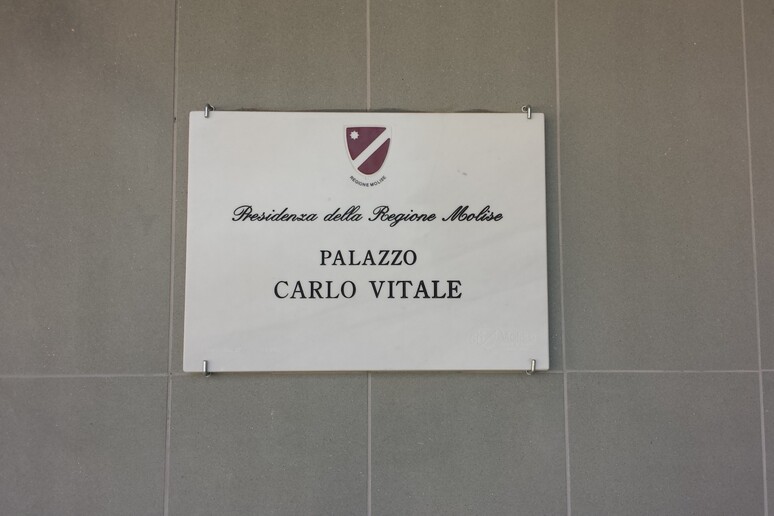 REGIONE MOLISE
Presidenza della Regione Molise
PALAZZO
CARLO VITALE